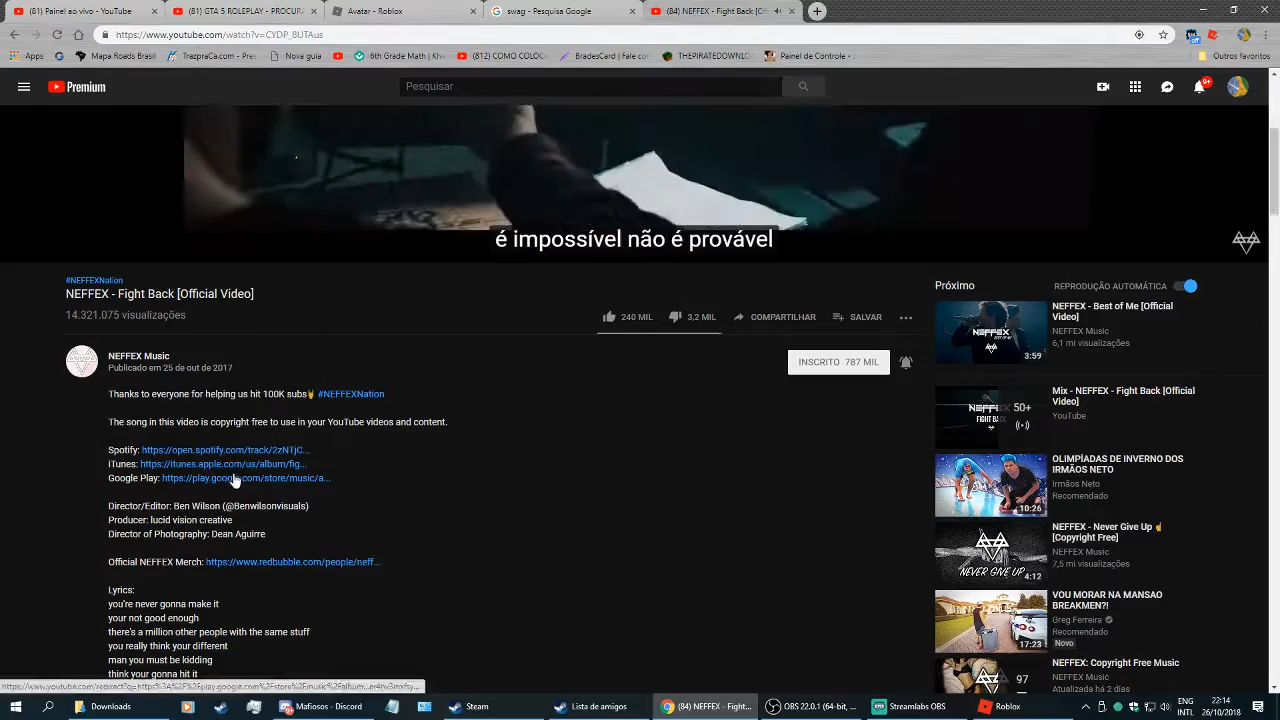 (81) Painel ao vivo
(81) GTA 5 ROLEPLAY - PROCURA
Avatar - Roblox
swag - Pesquisa Google
(84) NEFFEX - Fight Back [Of
https://www.youtube.com/watch?v=CYDP_8UTAus
Apps
Mapa Roads Brasil
TrazpraCa.com - Pres
Nova guia
6th Grade Math | Kh
(812) COMO COLOCA
BradesCard | Fale co
THEPIRATEDOWNLO
Painel de Controle -
Outros favoritos
Premium
Pesquisar
9+
é impossível não é provável
#NEFFEXNation
NEFFEX - Fight Back [Official Video]
14.321.075 visualizações
240 MIL
3,2 MIL
COMPARTILHAR
SALVAR
NEFFEX Music
Publicado em 25 de out de 2017
INSCRITO 787 MIL
Thanks to everyone for helping us hit 100K subs🤘 #NEFFEXNation
The song in this video is copyright free to use in your YouTube videos and content.
Spotify: https://open.spotify.com/track/2zNTjC...
iTunes: https://itunes.apple.com/us/album/fig...
Google Play: https://play.google.com/store/music/a...
Director/Editor: Ben Wilson (@Benwilsonvisuals)
Producer: lucid vision creative
Director of Photography: Dean Aguirre
Official NEFFEX Merch: https://www.redbubble.com/people/neff...
Lyrics:
you're never gonna make it
your not good enough
there's a million other people with the same stuff
you really think your different
man you must be kidding
think your gonna hit it
Próximo
REPRODUÇÃO AUTOMÁTICA
NEFFEX - Best of Me [Official
Video]
NEFFEX Music
6,1 mi visualizações
3:59
Mix - NEFFEX - Fight Back [Official
Video]
YouTube
50+
OLIMPÍADAS DE INVERNO DOS
IRMÃOS NETO
Irmãos Neto
Recomendado
10:26
NEFFEX - Never Give Up ☝
[Copyright Free]
NEFFEX Music
7,5 mi visualizações
NEVER GIVE UP
4:12
VOU MORAR NA MANSAO
BREAKMEN?!
Greg Ferreira
Recomendado
Novo
17:23
NEFFEX: Copyright Free Music
NEFFEX Music
Atualizada há 2 dias
97
Downloads
Mafiosos - Discord
Steam
Lista de amigos
(84) NEFFEX - Fight...
OBS 22.0.1 (64-bit, ...
Streamlabs OBS
Roblox
ENG
INTL
22:14
26/10/2018